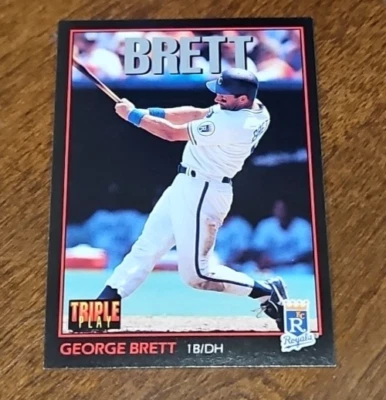 BRETT
TRIPLE
PLAY
KC
R
Royals
GEORGE BRETT 1B/DH